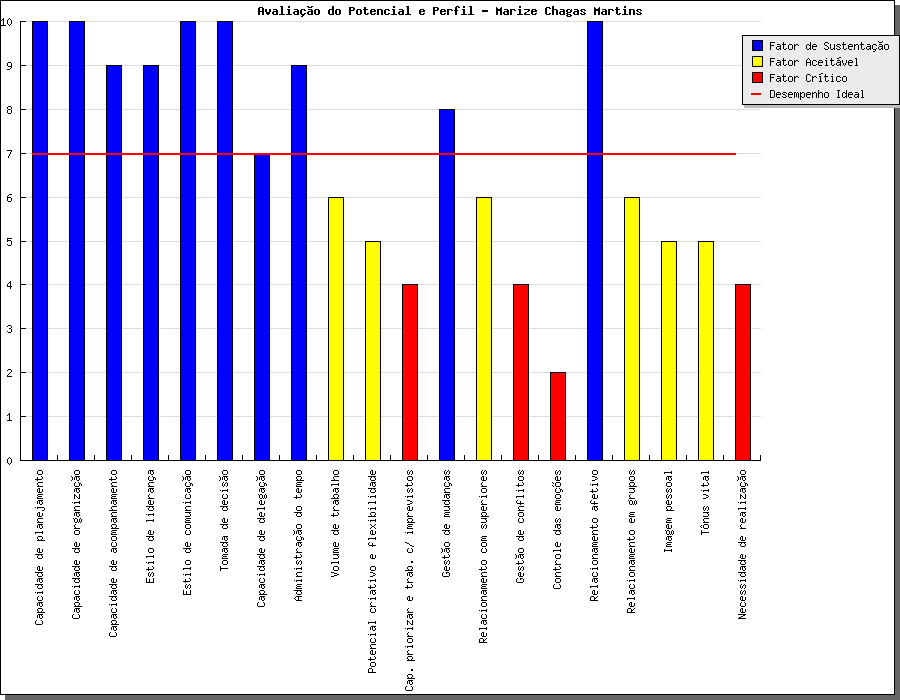 Avaliação do Potencial e Perfil - Marize Chagas Martins
10
9
8
7
6
5
4
3
2
1
0
Fator de Sustentação
Fator Aceitável
Fator Crítico
Desempenho Ideal
Capacidade de planejamento
Capacidade de organização
Capacidade de acompanhamento
Estilo de liderança
Estilo de comunicação
Tomada de decisão
Capacidade de delegação
Administração do tempo
Volume de trabalho
Potencial criativo e flexibilidade
Cap. priorizar e trab. c/ imprevistos
Gestão de mudanças
Relacionamento com superiores
Gestão de conflitos
Controle das emoções
Relacionamento afetivo
Relacionamento em grupos
Imagem pessoal
Tônus vital
Necessidade de realização